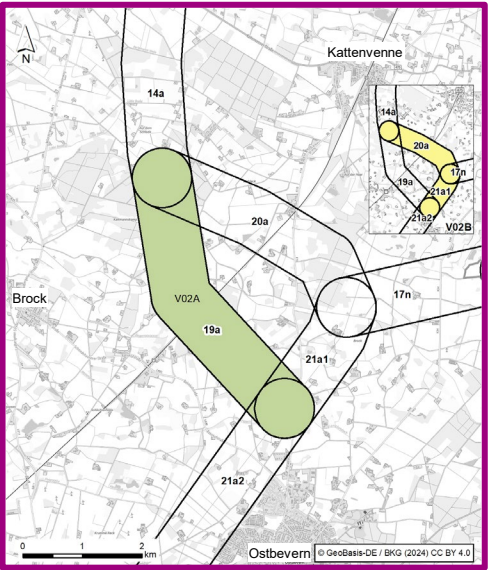 N
Kattenvenne
14a
14a
20a
17n
19a
21a1
21a2
V02B
20a
17n
Brock
V02A
19a
21a1
21a2
0 1 2
km
Ostbevern
© GeoBasis-DE / BKG (2024) CC BY 4.0